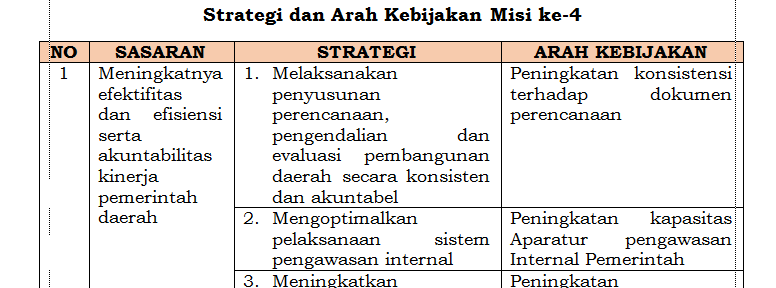 Strategi dan Arah Kebijakan Misi ke-4
NO SASARAN STRATEGI ARAH KEBIJAKAN
1 Meningkatnya
efektifitas
dan efisiensi
serta
akuntabilitas
kinerja
pemerintah
daerah
1. Melaksanakan
penyusunan
perencanaan,
pengendalian dan
evaluasi pembangunan
daerah secara konsisten
dan akuntabel
Peningkatan konsistensi
terhadap dokumen
perencanaan
2. Mengoptimalkan
pelaksanaan sistem
pengawasan internal
Peningkatan kapasitas
Aparatur pengawasan
Internal Pemerintah
3. Meningkatkan
Peningkatan